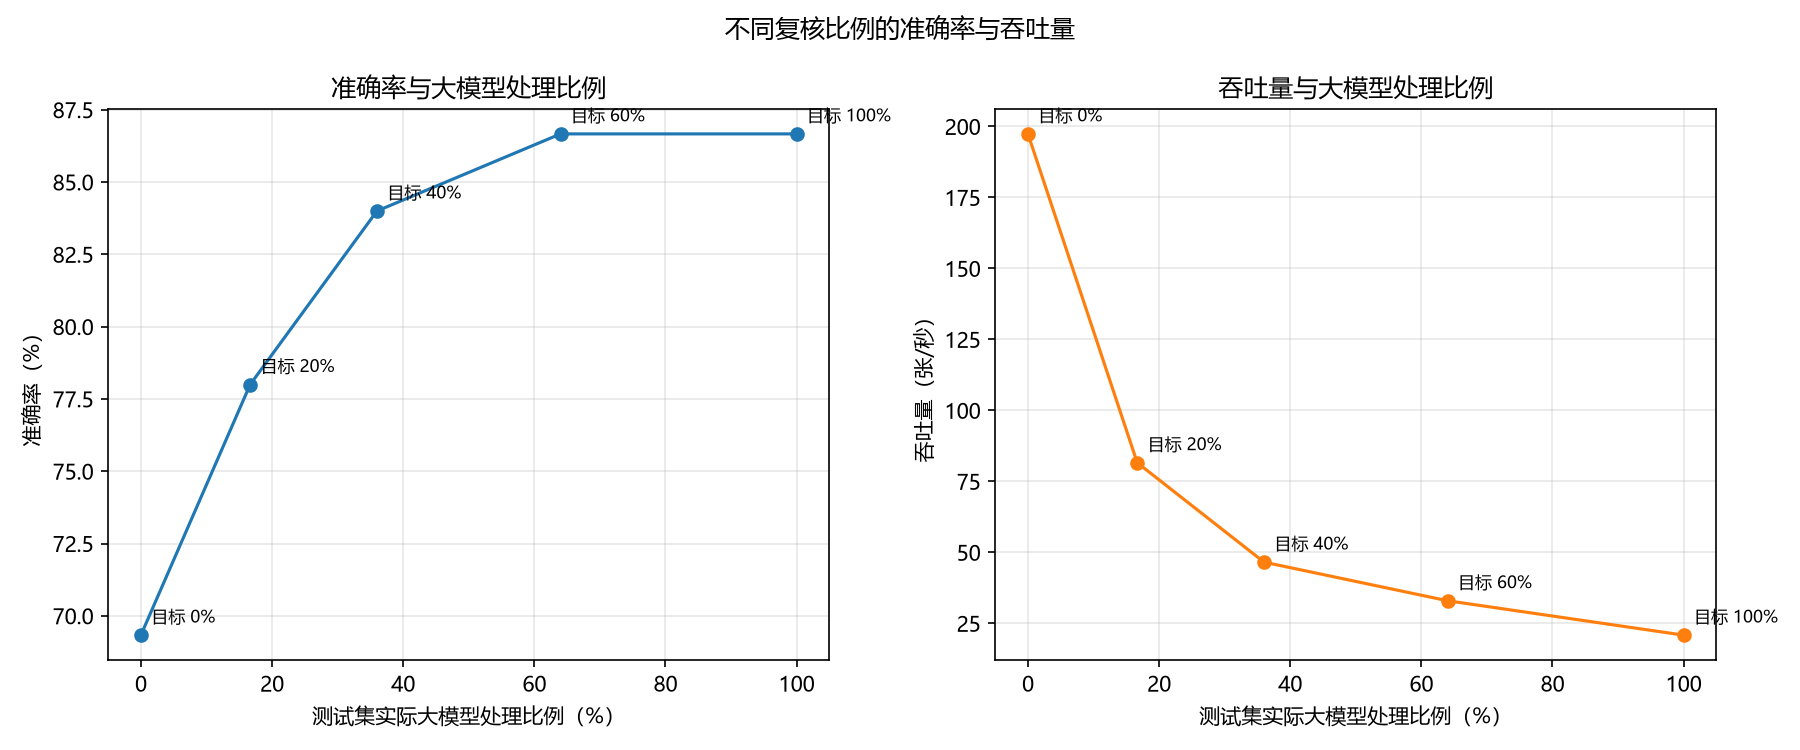 不同复核比例的准确率与吞吐量
准确率与大模型处理比例
准确率（%）
87.5
85.0
82.5
80.0
77.5
75.0
72.5
70.0
目标 0%
目标 20%
目标 40%
目标 60%
目标 100%
0
20
40
60
80
100
测试集实际大模型处理比例（%）
吞吐量与大模型处理比例
吞吐量（张/秒）
200
175
150
125
100
75
50
25
目标 0%
目标 20%
目标 40%
目标 60%
目标 100%
0
20
40
60
80
100
测试集实际大模型处理比例（%）